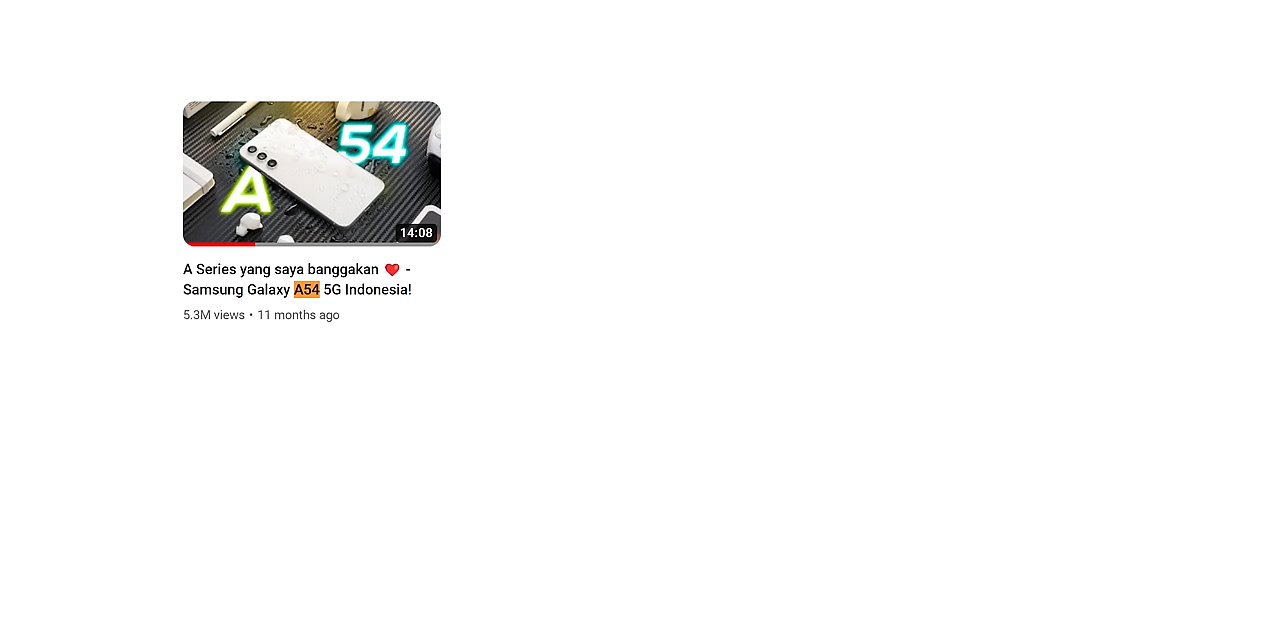 54
A
14:08
A Series yang saya banggakan ❤️ -
Samsung Galaxy A54 5G Indonesia!
5.3M views • 11 months ago